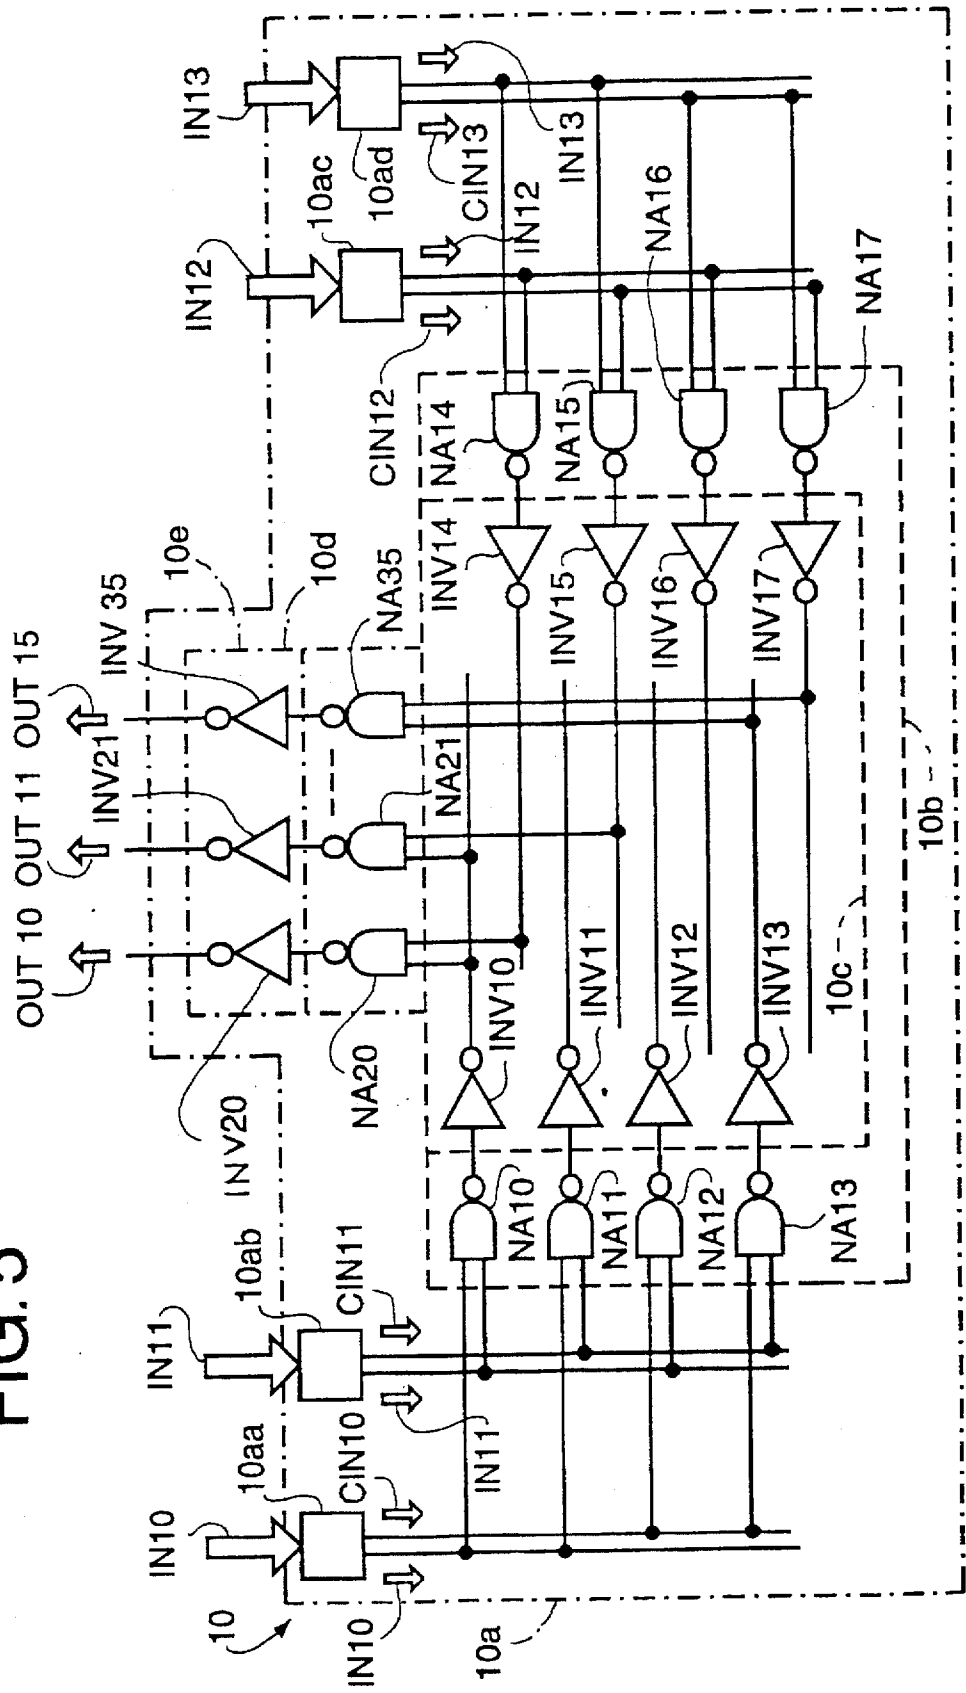 FIG.
OUT 10
OUT 11
OUT 15
INV21
INV 35
IN10
IN11
IN12
IN13
10
10aa
10ab
INV20
10e
10d
10ac
10ad
IN10
CIN10
IN11
CIN11
NA20
NA21
NA35
CIN12
IN12
CIN13
IN13
10a
NA10
INV10
INV14
NA14
NA11
INV11
INV15
NA15
NA12
INV12
INV16
NA16
NA13
INV13
INV17
NA17
10c
10b